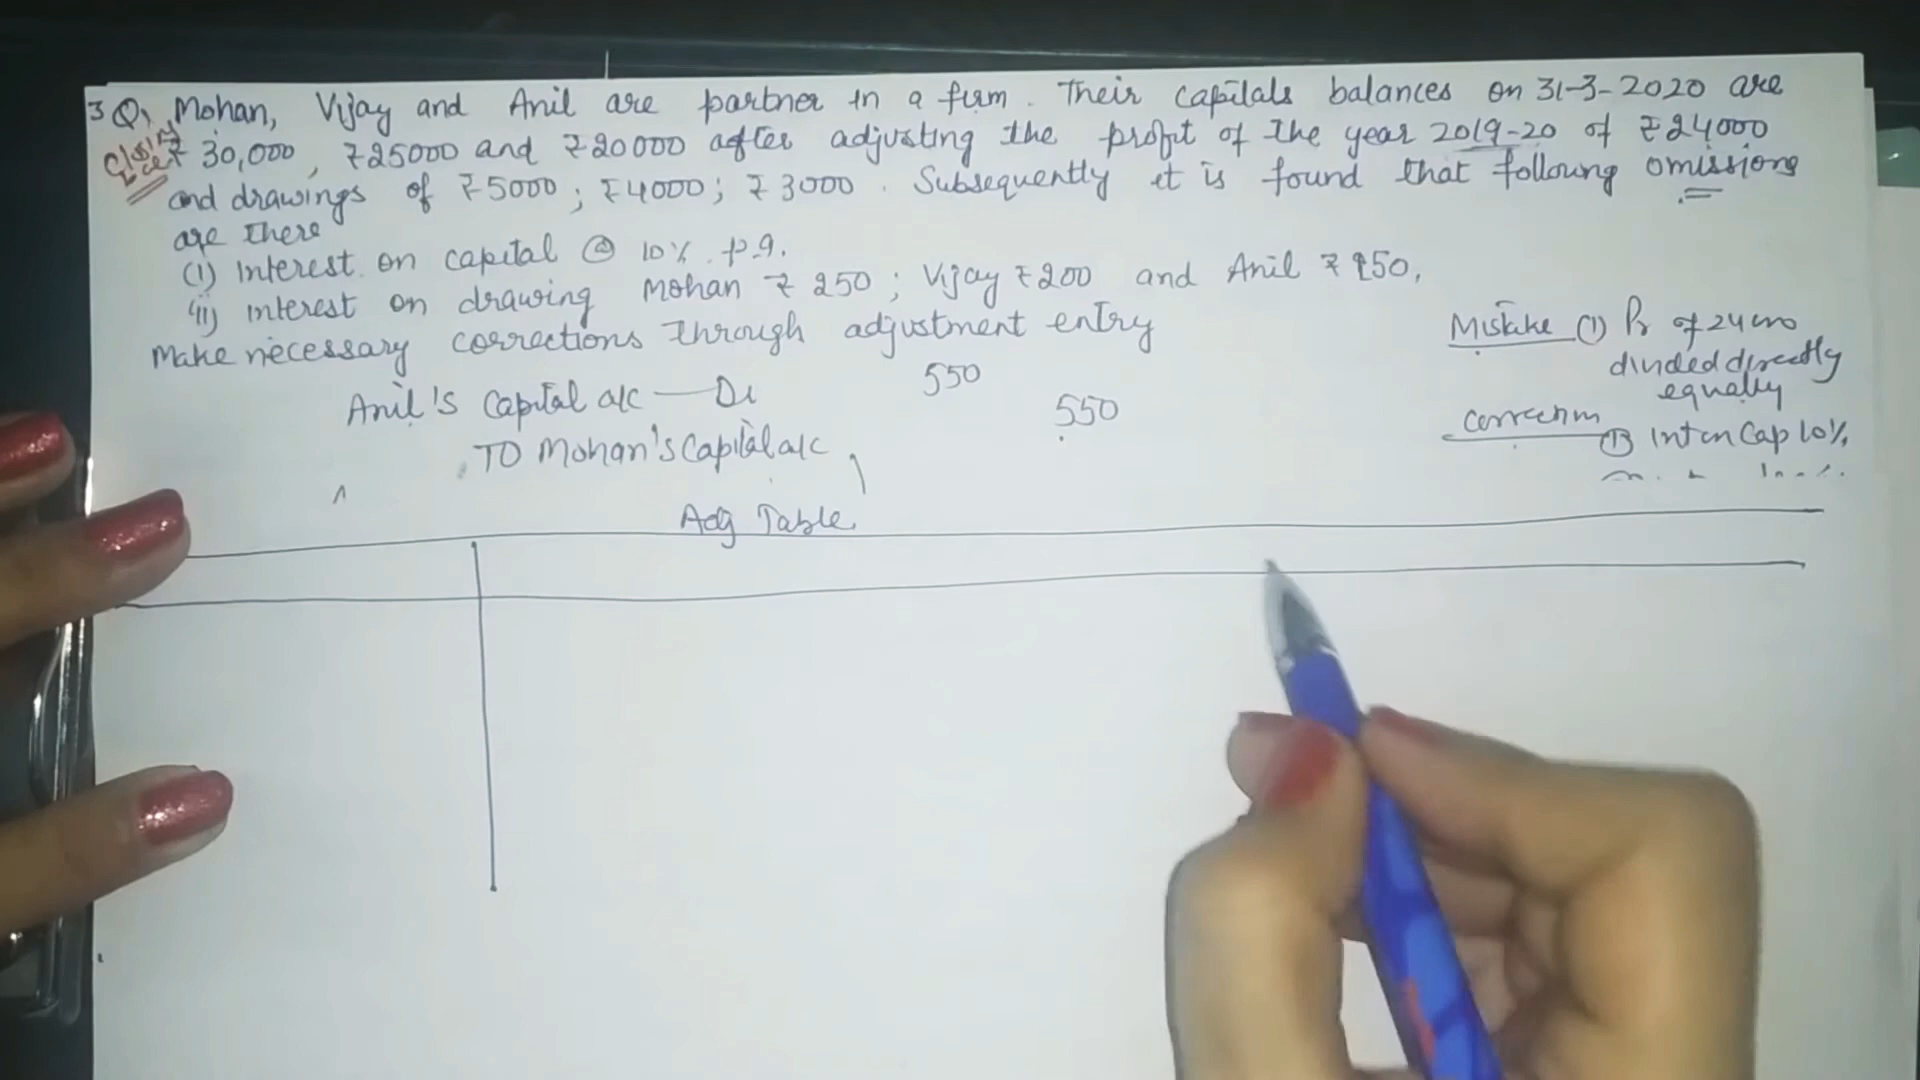 3 Q, Mohan, Vijay and Anil are partner in a firm. Their capitals balances on 31-3-2020 are
closing
₹ 30,000, ₹25000 and ₹20000 after adjusting the profit of the year 2019-20 of ₹24000
and drawings of ₹5000; ₹4000; ₹3000. Subsequently it is found that following omissions
are there
(I) Interest on capital @ 10% p.a.
(II) interest on drawing Mohan ₹ 250; Vijay ₹200 and Anil ₹150.
Make necessary corrections through adjustment entry
Anil's Capital a/c — Dr 550
TO Mohan's Capital a/c 550
Mistake (1) Pr of 24000
divided directly
equally
correction
(1) Int on Cap 10%
Adj Table